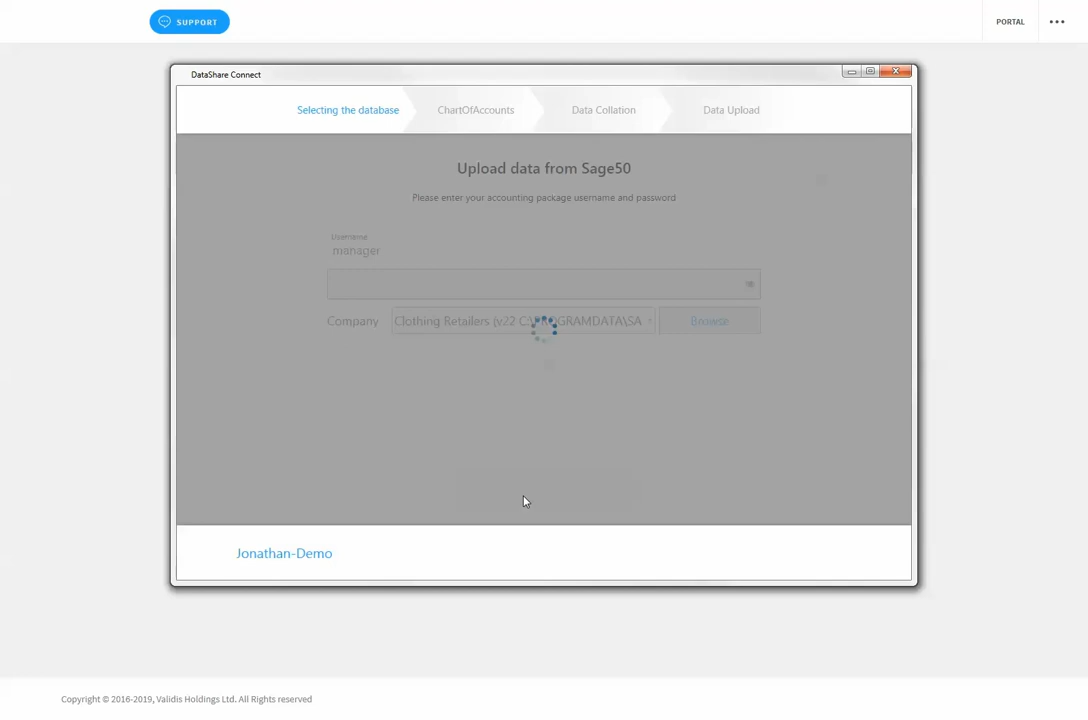 SUPPORT
PORTAL
DataShare Connect
Selecting the database
ChartOfAccounts
Data Collation
Data Upload
Upload data from Sage50
Please enter your accounting package username and password
Username
manager
Company
Clothing Retailers (v22 C:\PROGRAMDATA\SA
Browse
Jonathan-Demo
Copyright © 2016-2019, Validis Holdings Ltd. All Rights reserved